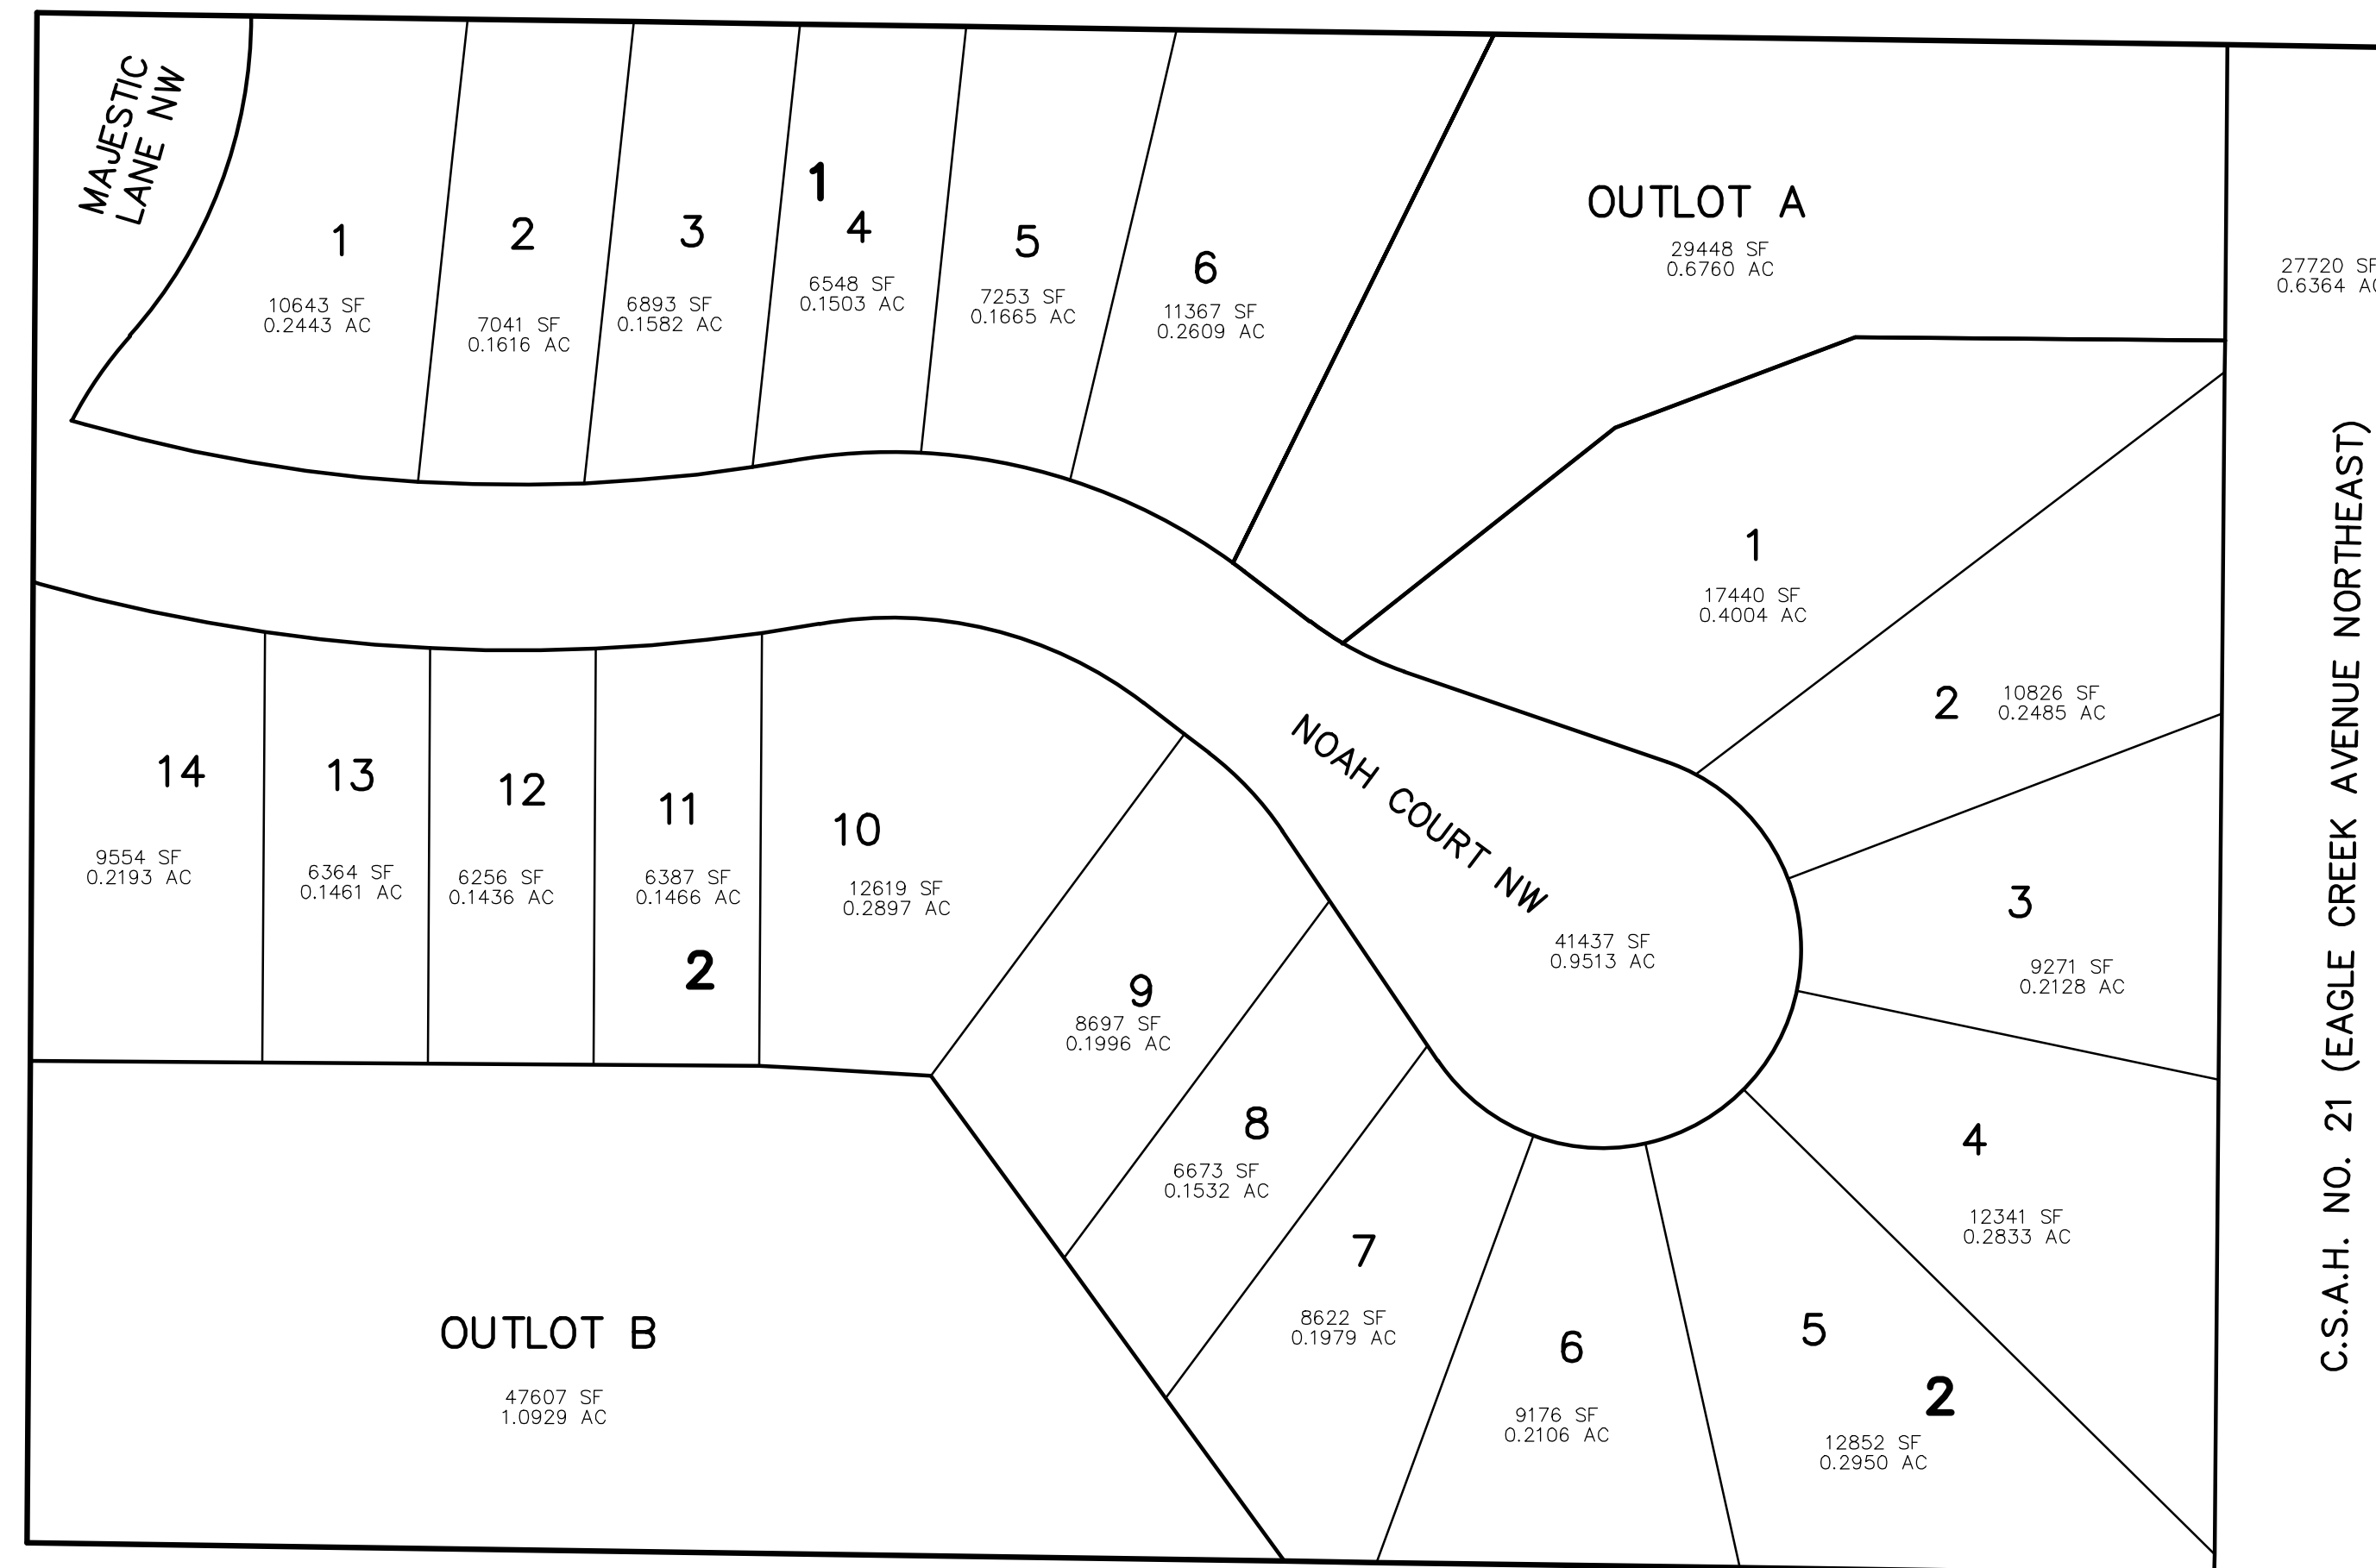 MAJESTIC
LANE NW
1
10643 SF
0.2443 AC
2
7041 SF
0.1616 AC
3
6893 SF
0.1582 AC
1
4
6548 SF
0.1503 AC
5
7253 SF
0.1665 AC
6
11367 SF
0.2609 AC
OUTLOT A
29448 SF
0.6760 AC
27720 SF
0.6364 AC
1
17440 SF
0.4004 AC
2
10826 SF
0.2485 AC
3
9271 SF
0.2128 AC
4
12341 SF
0.2833 AC
5
2
12852 SF
0.2950 AC
6
9176 SF
0.2106 AC
7
8622 SF
0.1979 AC
8
6673 SF
0.1532 AC
9
8697 SF
0.1996 AC
10
12619 SF
0.2897 AC
11
6387 SF
0.1466 AC
2
12
6256 SF
0.1436 AC
13
6364 SF
0.1461 AC
14
9554 SF
0.2193 AC
NOAH COURT NW
41437 SF
0.9513 AC
OUTLOT B
47607 SF
1.0929 AC
C.S.A.H. NO. 21 (EAGLE CREEK AVENUE NORTHEAST)